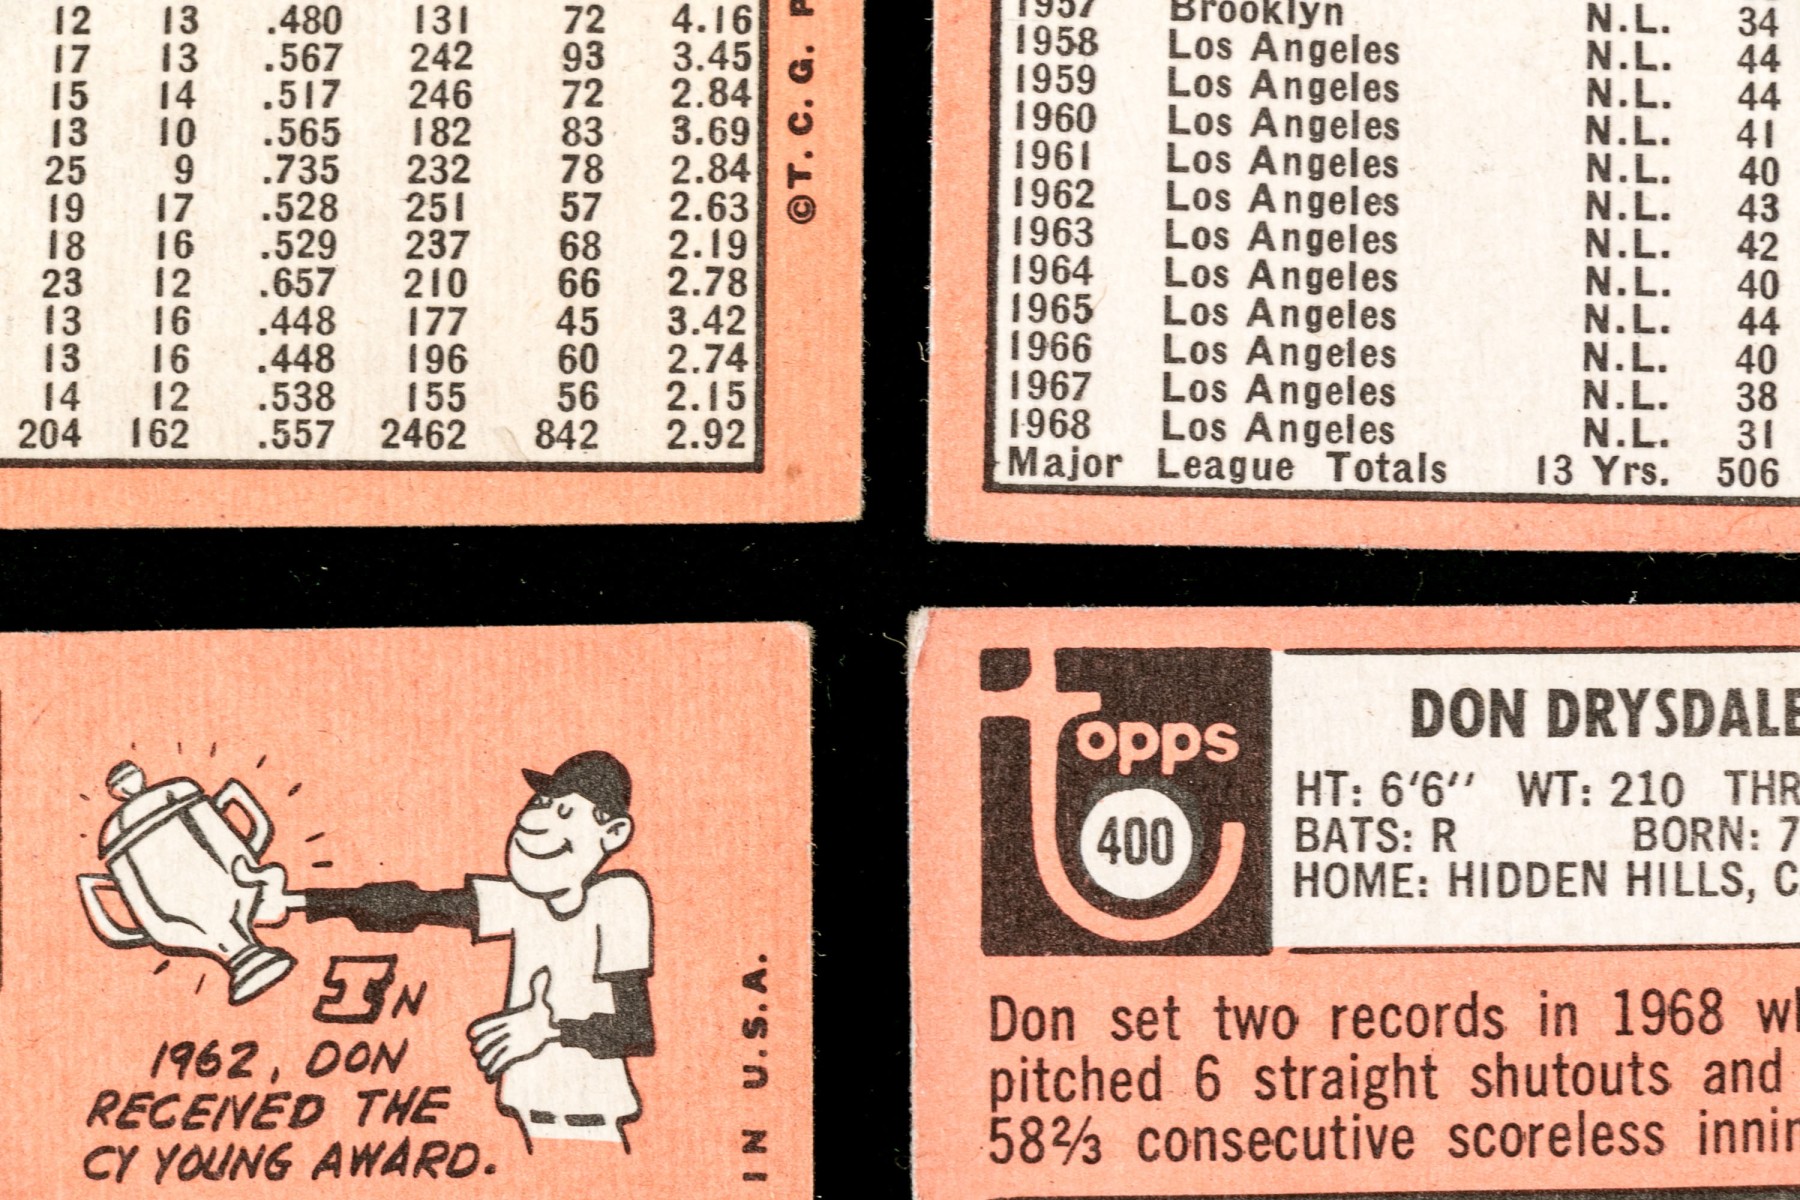 12 13 .480 131 72 4.16
17 13 .567 242 93 3.45
15 14 .517 246 72 2.84
13 10 .565 182 83 3.69
25 9 .735 232 78 2.84
19 17 .528 251 57 2.63
18 16 .529 237 68 2.19
23 12 .657 210 66 2.78
13 16 .448 177 45 3.42
13 16 .448 196 60 2.74
14 12 .538 155 56 2.15
204 162 .557 2462 842 2.92
©T. C. G. P
1957 Brooklyn N.L. 34
1958 Los Angeles N.L. 44
1959 Los Angeles N.L. 44
1960 Los Angeles N.L. 41
1961 Los Angeles N.L. 40
1962 Los Angeles N.L. 43
1963 Los Angeles N.L. 42
1964 Los Angeles N.L. 40
1965 Los Angeles N.L. 44
1966 Los Angeles N.L. 40
1967 Los Angeles N.L. 38
1968 Los Angeles N.L. 31
Major League Totals 13 Yrs. 506
IN
1962, DON
RECEIVED THE
CY YOUNG AWARD.
IN U.S.A.
topps
400
DON DRYSDALE
HT: 6'6" WT: 210 THR
BATS: R BORN: 7
HOME: HIDDEN HILLS, C
Don set two records in 1968 wh
pitched 6 straight shutouts and
58⅔ consecutive scoreless innin